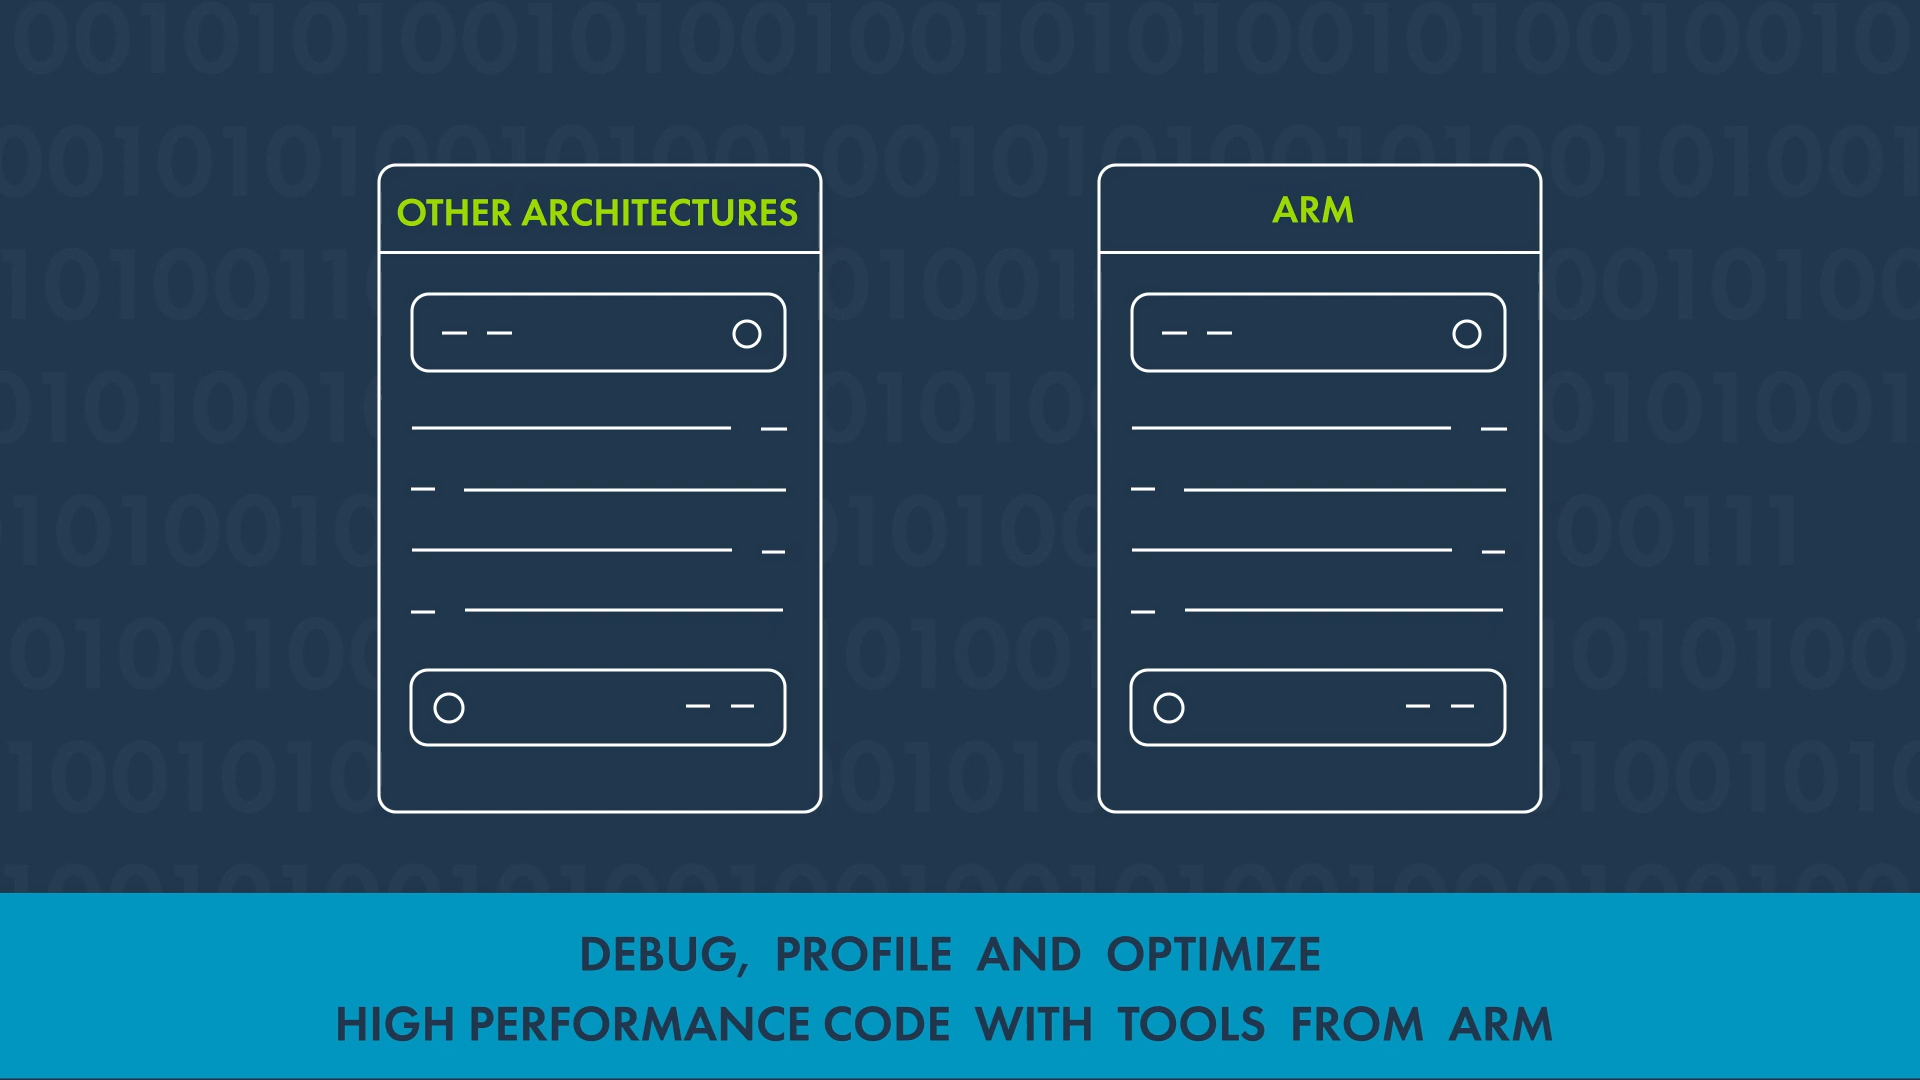 OTHER ARCHITECTURES
ARM
DEBUG, PROFILE AND OPTIMIZE
HIGH PERFORMANCE CODE WITH TOOLS FROM ARM